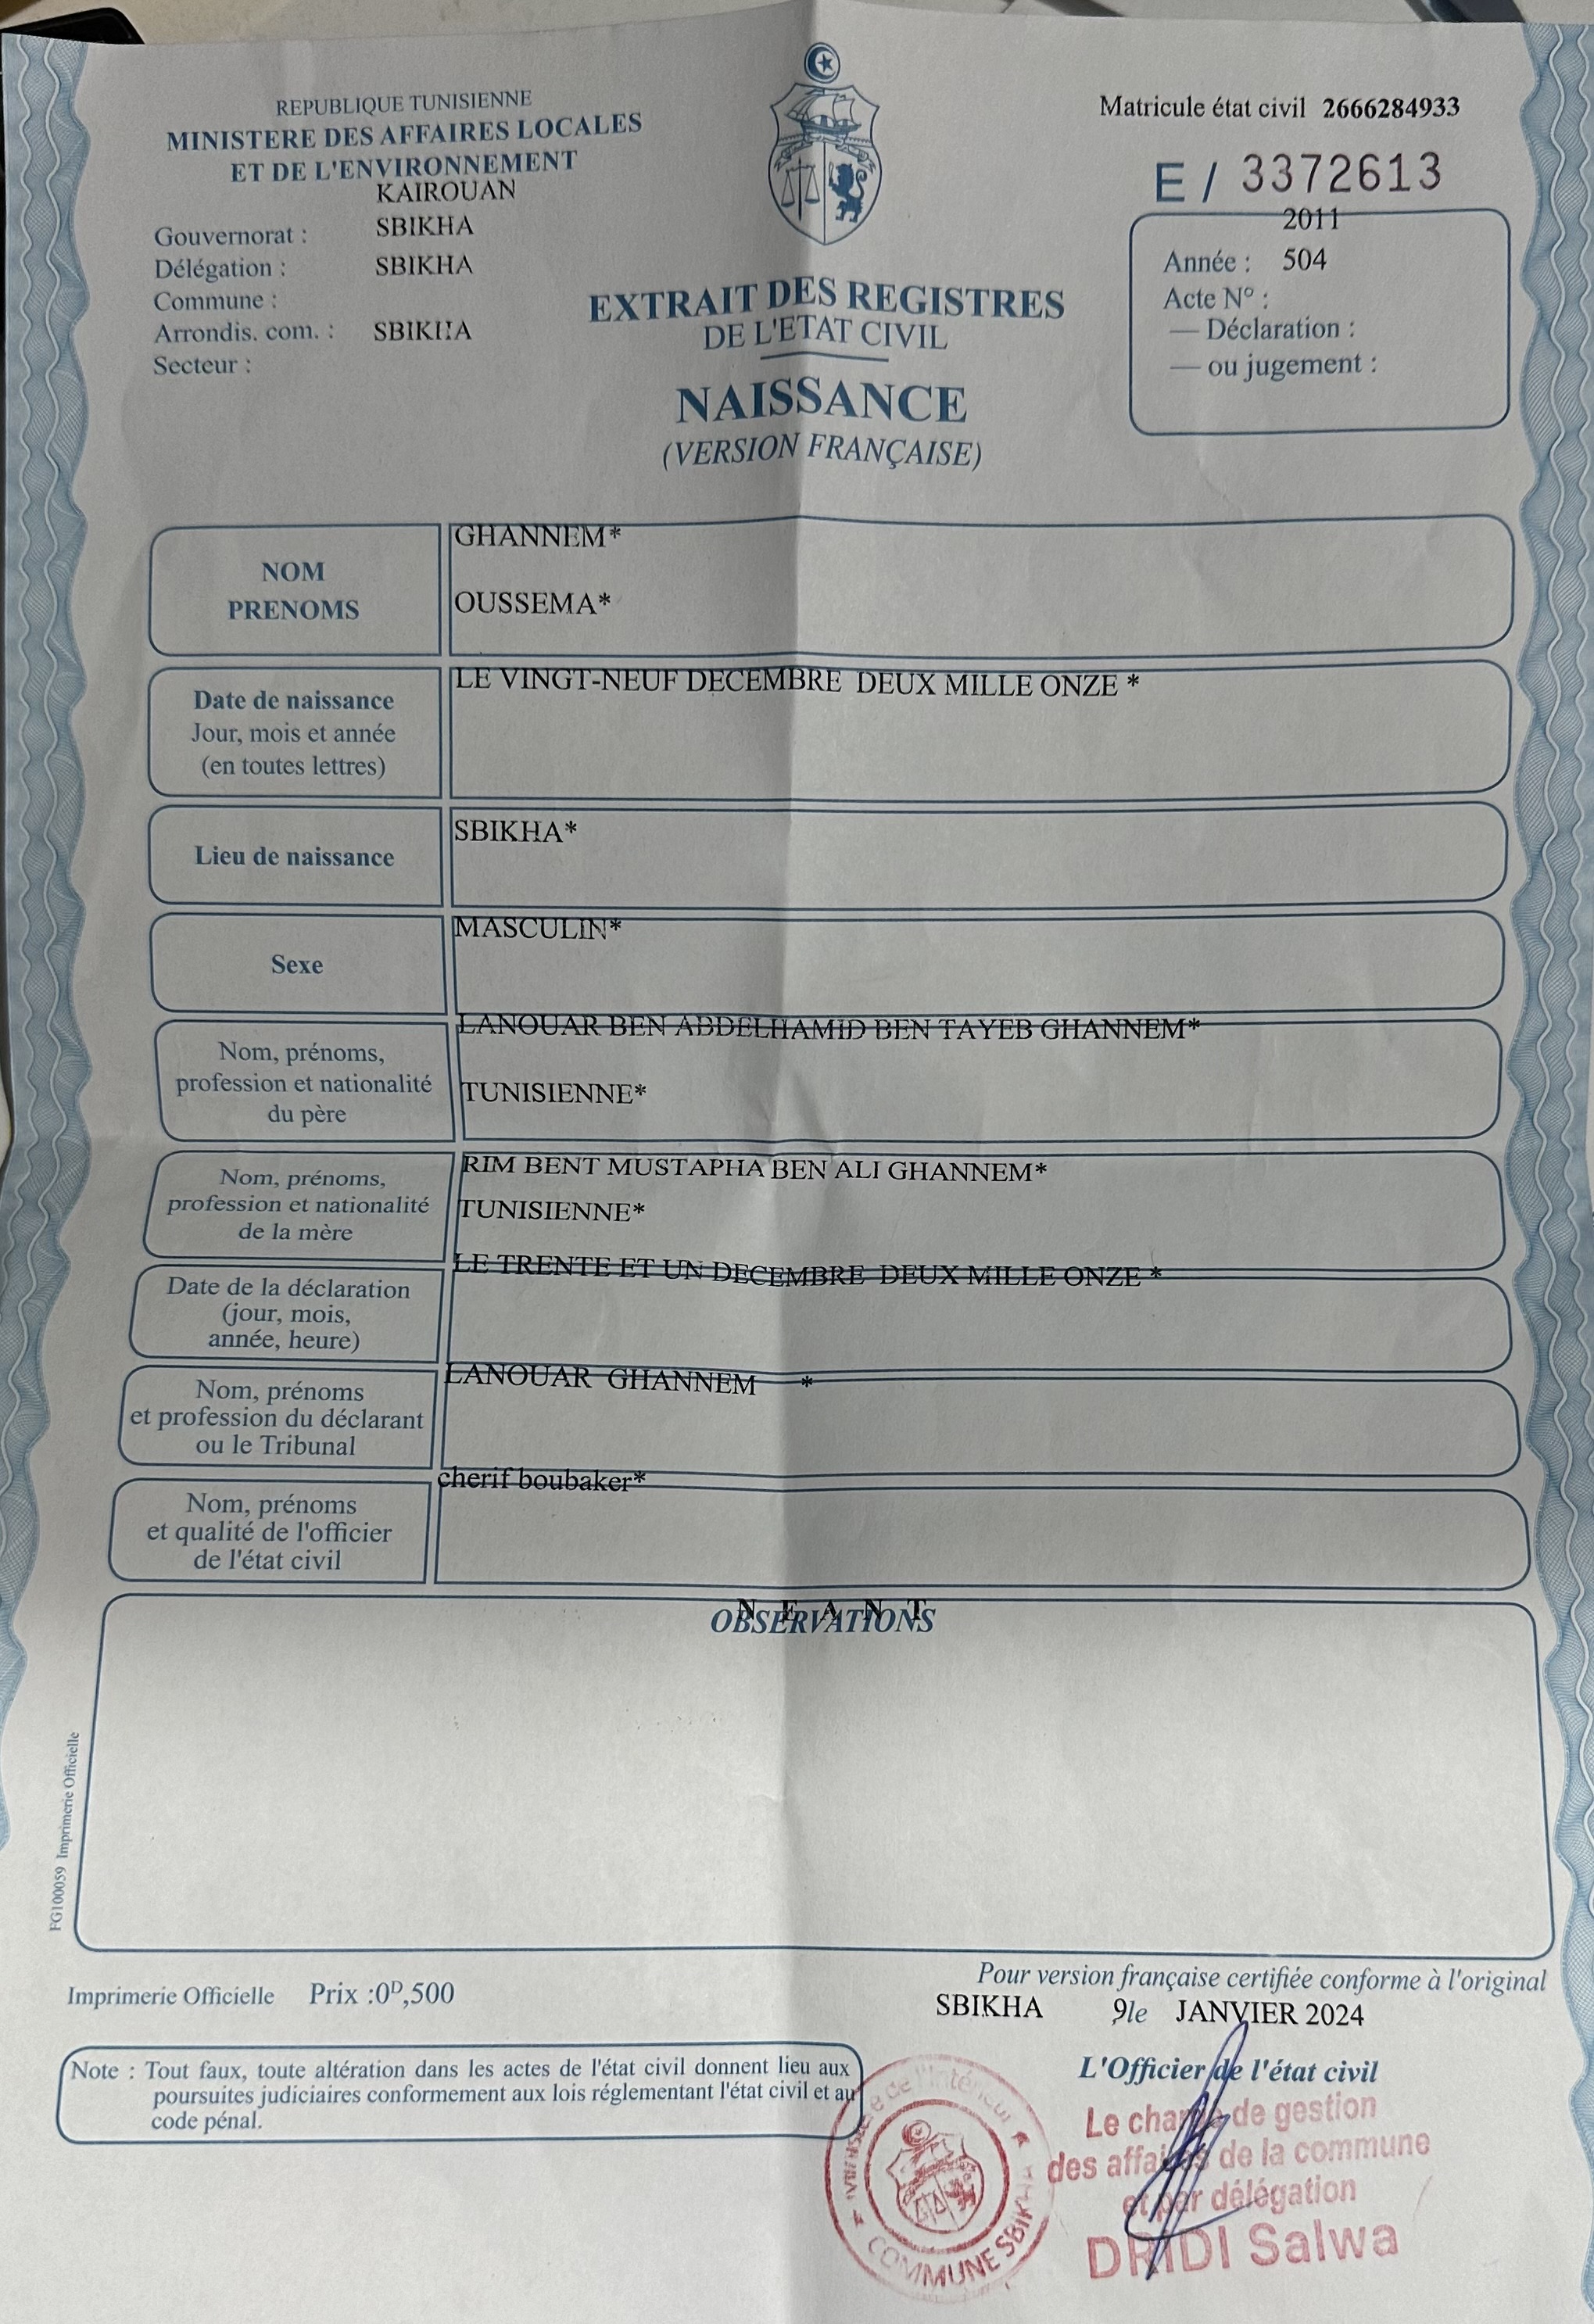 REPUBLIQUE TUNISIENNE
MINISTERE DES AFFAIRES LOCALES
ET DE L'ENVIRONNEMENT
KAIROUAN
Gouvernorat : SBIKHA
Délégation : SBIKHA
Commune :
Arrondis. com. : SBIKHA
Secteur :
EXTRAIT DES REGISTRES
DE L'ETAT CIVIL
NAISSANCE
(VERSION FRANÇAISE)
Matricule état civil 2666284933
E / 3372613
2011
Année : 504
Acte N° :
— Déclaration :
— ou jugement :
NOM
PRENOMS
GHANNEM*
OUSSEMA*
Date de naissance
Jour, mois et année
(en toutes lettres)
LE VINGT-NEUF DECEMBRE DEUX MILLE ONZE *
Lieu de naissance
SBIKHA*
Sexe
MASCULIN*
Nom, prénoms,
profession et nationalité
du père
LANOUAR BEN ABDELHAMID BEN TAYEB GHANNEM*
TUNISIENNE*
Nom, prénoms,
profession et nationalité
de la mère
RIM BENT MUSTAPHA BEN ALI GHANNEM*
TUNISIENNE*
Date de la déclaration
(jour, mois,
année, heure)
LE TRENTE ET UN DECEMBRE DEUX MILLE ONZE *
Nom, prénoms
et profession du déclarant
ou le Tribunal
LANOUAR GHANNEM *
Nom, prénoms
et qualité de l'officier
de l'état civil
cherif boubaker*
N E A N T
OBSERVATIONS
FG100059 Imprimerie Officielle
Imprimerie Officielle Prix :0D,500
Pour version française certifiée conforme à l'original
SBIKHA 9le JANVIER 2024
L'Officier de l'état civil
Note : Tout faux, toute altération dans les actes de l'état civil donnent lieu aux
poursuites judiciaires conformement aux lois réglementant l'état civil et au
code pénal.
de l'Intérieur
COMMUNE SBIKHA
Le chargé de gestion
des affaires de la commune
et par délégation
DRIDI Salwa